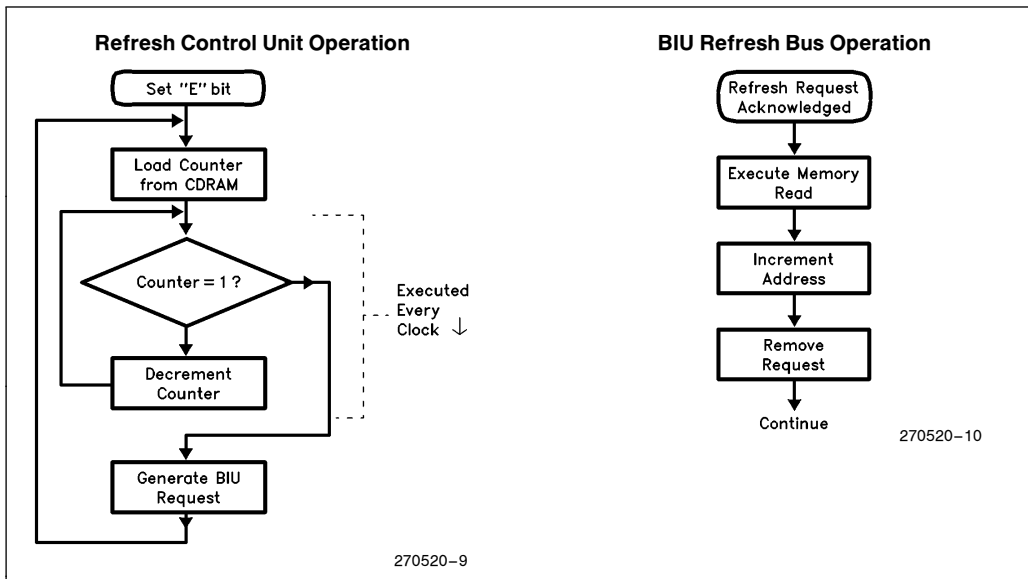 Refresh Control Unit Operation
Set "E" bit
Load Counter
from CDRAM
Counter = 1 ?
Decrement
Counter
Executed
Every
Clock ↓
Generate BIU
Request
270520–9
BIU Refresh Bus Operation
Refresh Request
Acknowledged
Execute Memory
Read
Increment
Address
Remove
Request
Continue
270520–10